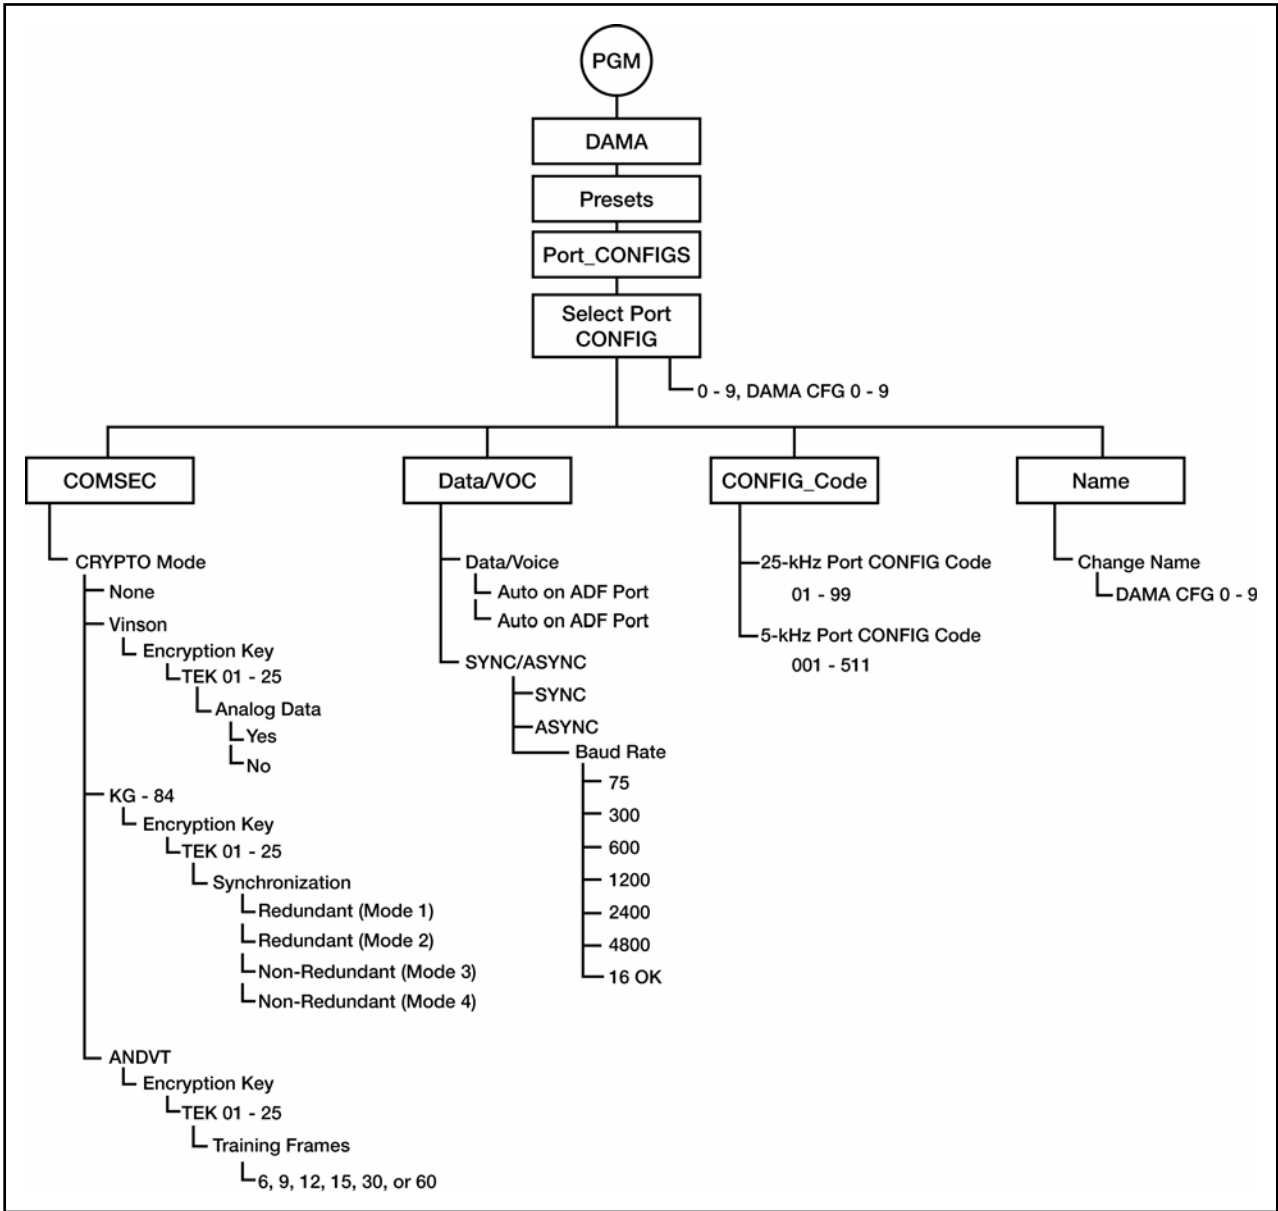 PGM
DAMA
Presets
Port_CONFIGS
Select Port
CONFIG
0 - 9, DAMA CFG 0 - 9
COMSEC
CRYPTO Mode
None
Vinson
Encryption Key
TEK 01 - 25
Analog Data
Yes
No
KG - 84
Encryption Key
TEK 01 - 25
Synchronization
Redundant (Mode 1)
Redundant (Mode 2)
Non-Redundant (Mode 3)
Non-Redundant (Mode 4)
ANDVT
Encryption Key
TEK 01 - 25
Training Frames
6, 9, 12, 15, 30, or 60
Data/VOC
Data/Voice
Auto on ADF Port
Auto on ADF Port
SYNC/ASYNC
SYNC
ASYNC
Baud Rate
75
300
600
1200
2400
4800
16 OK
CONFIG_Code
25-kHz Port CONFIG Code
01 - 99
5-kHz Port CONFIG Code
001 - 511
Name
Change Name
DAMA CFG 0 - 9